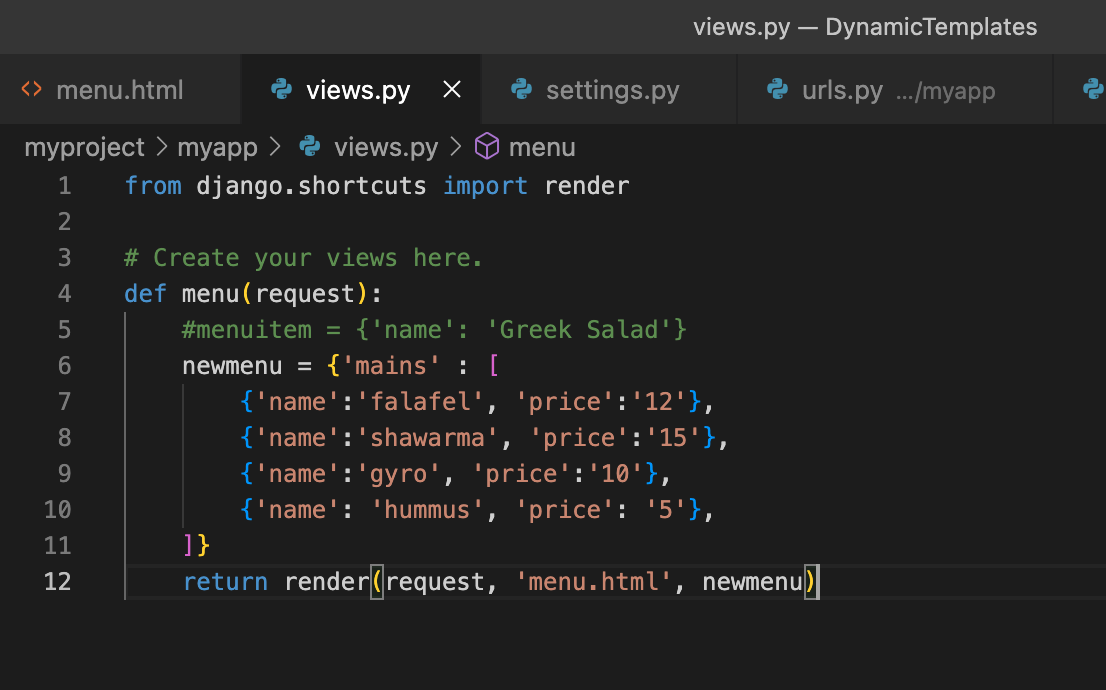 views.py — DynamicTemplates
menu.html views.py settings.py urls.py .../myapp
myproject > myapp > views.py > menu
1 from django.shortcuts import render
2
3 # Create your views here.
4 def menu(request):
5 #menuitem = {'name': 'Greek Salad'}
6 newmenu = {'mains' : [
7 {'name':'falafel', 'price':'12'},
8 {'name':'shawarma', 'price':'15'},
9 {'name':'gyro', 'price':'10'},
10 {'name': 'hummus', 'price': '5'},
11 ]}
12 return render(request, 'menu.html', newmenu)